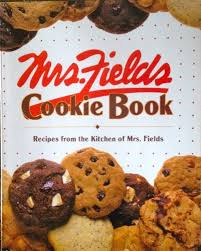 Mrs. Fields
Cookie Book
Recipes from the Kitchen of Mrs. Fields